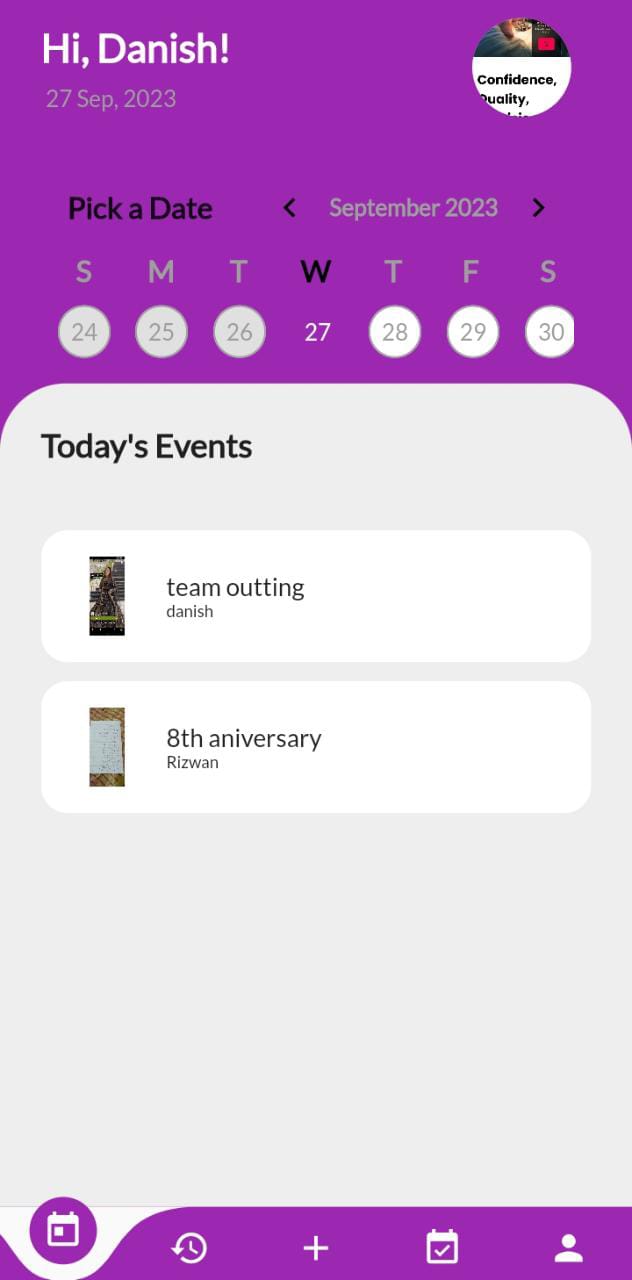 Hi, Danish!
27 Sep, 2023
Confidence,
Quality,
Pick a Date
September 2023
S M T W T F S
24 25 26 27 28 29 30
Today's Events
team outting
danish
8th aniversary
Rizwan